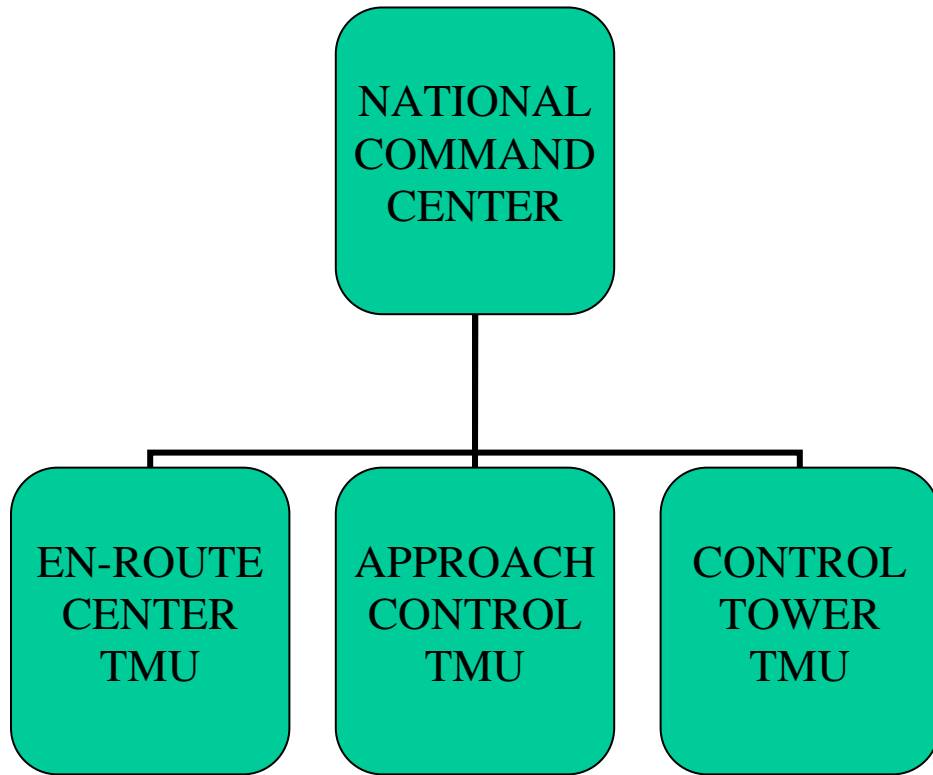 NATIONAL
COMMAND
CENTER
EN-ROUTE
CENTER
TMU
APPROACH
CONTROL
TMU
CONTROL
TOWER
TMU